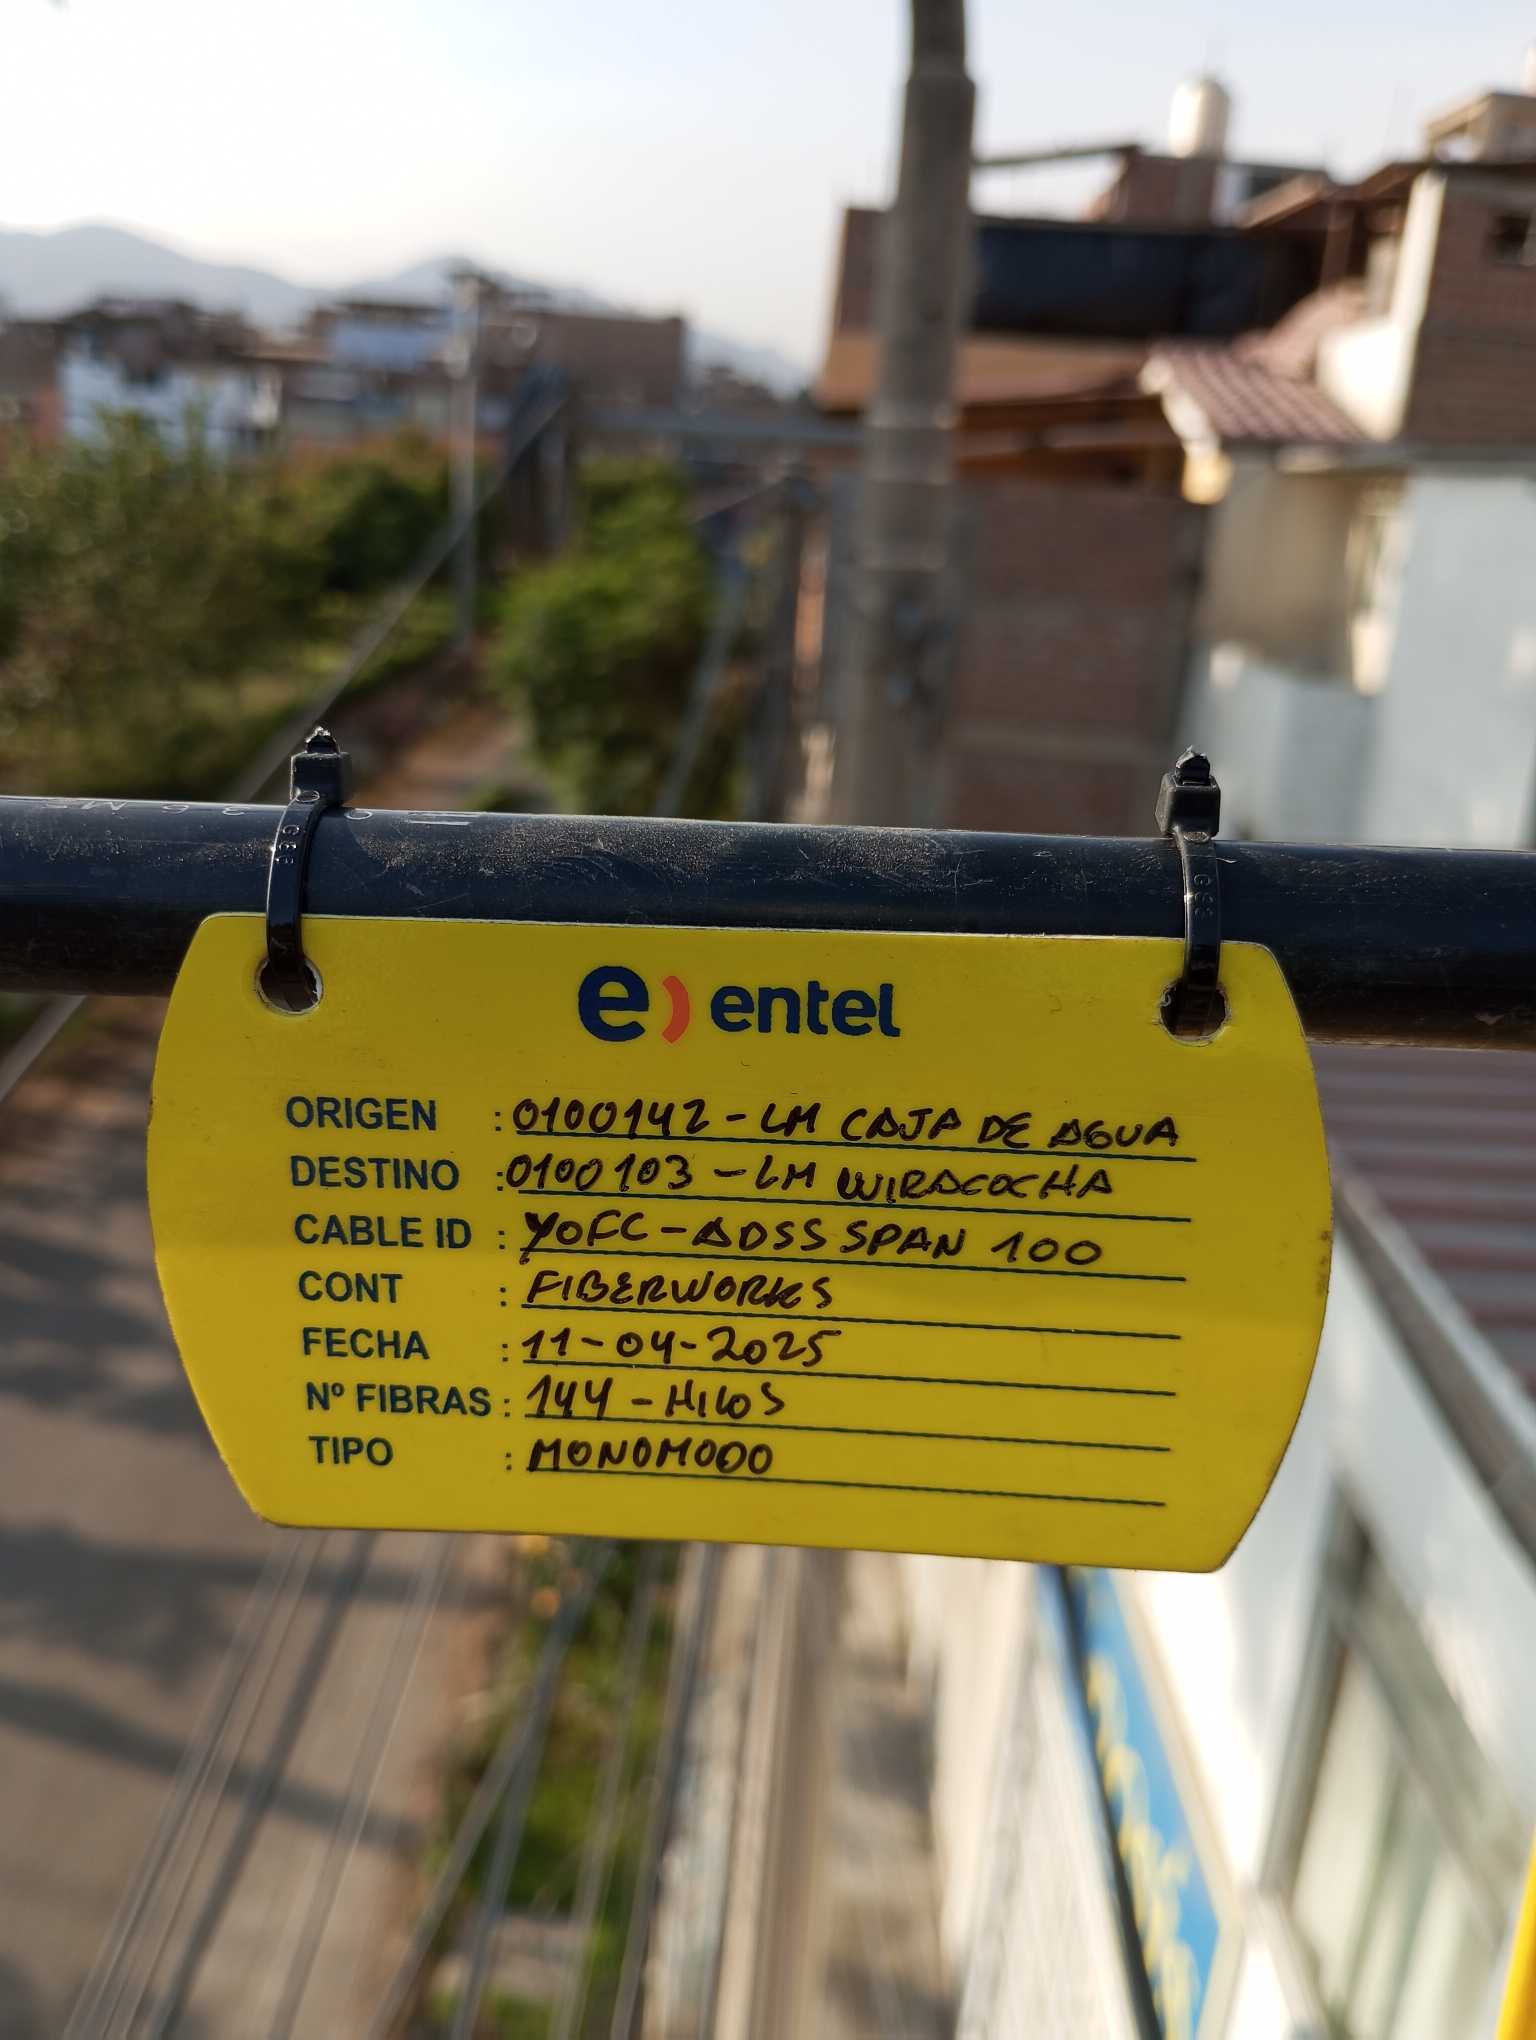 e) entel
ORIGEN : 0100142 - LM CAJA DE AGUA
DESTINO : 0100103 - LM WIRACOCHA
CABLE ID : YOFC - ADSS SPAN 100
CONT : FIBERWORKS
FECHA : 11-04-2025
Nº FIBRAS : 144 - HILOS
TIPO : MONOMODO